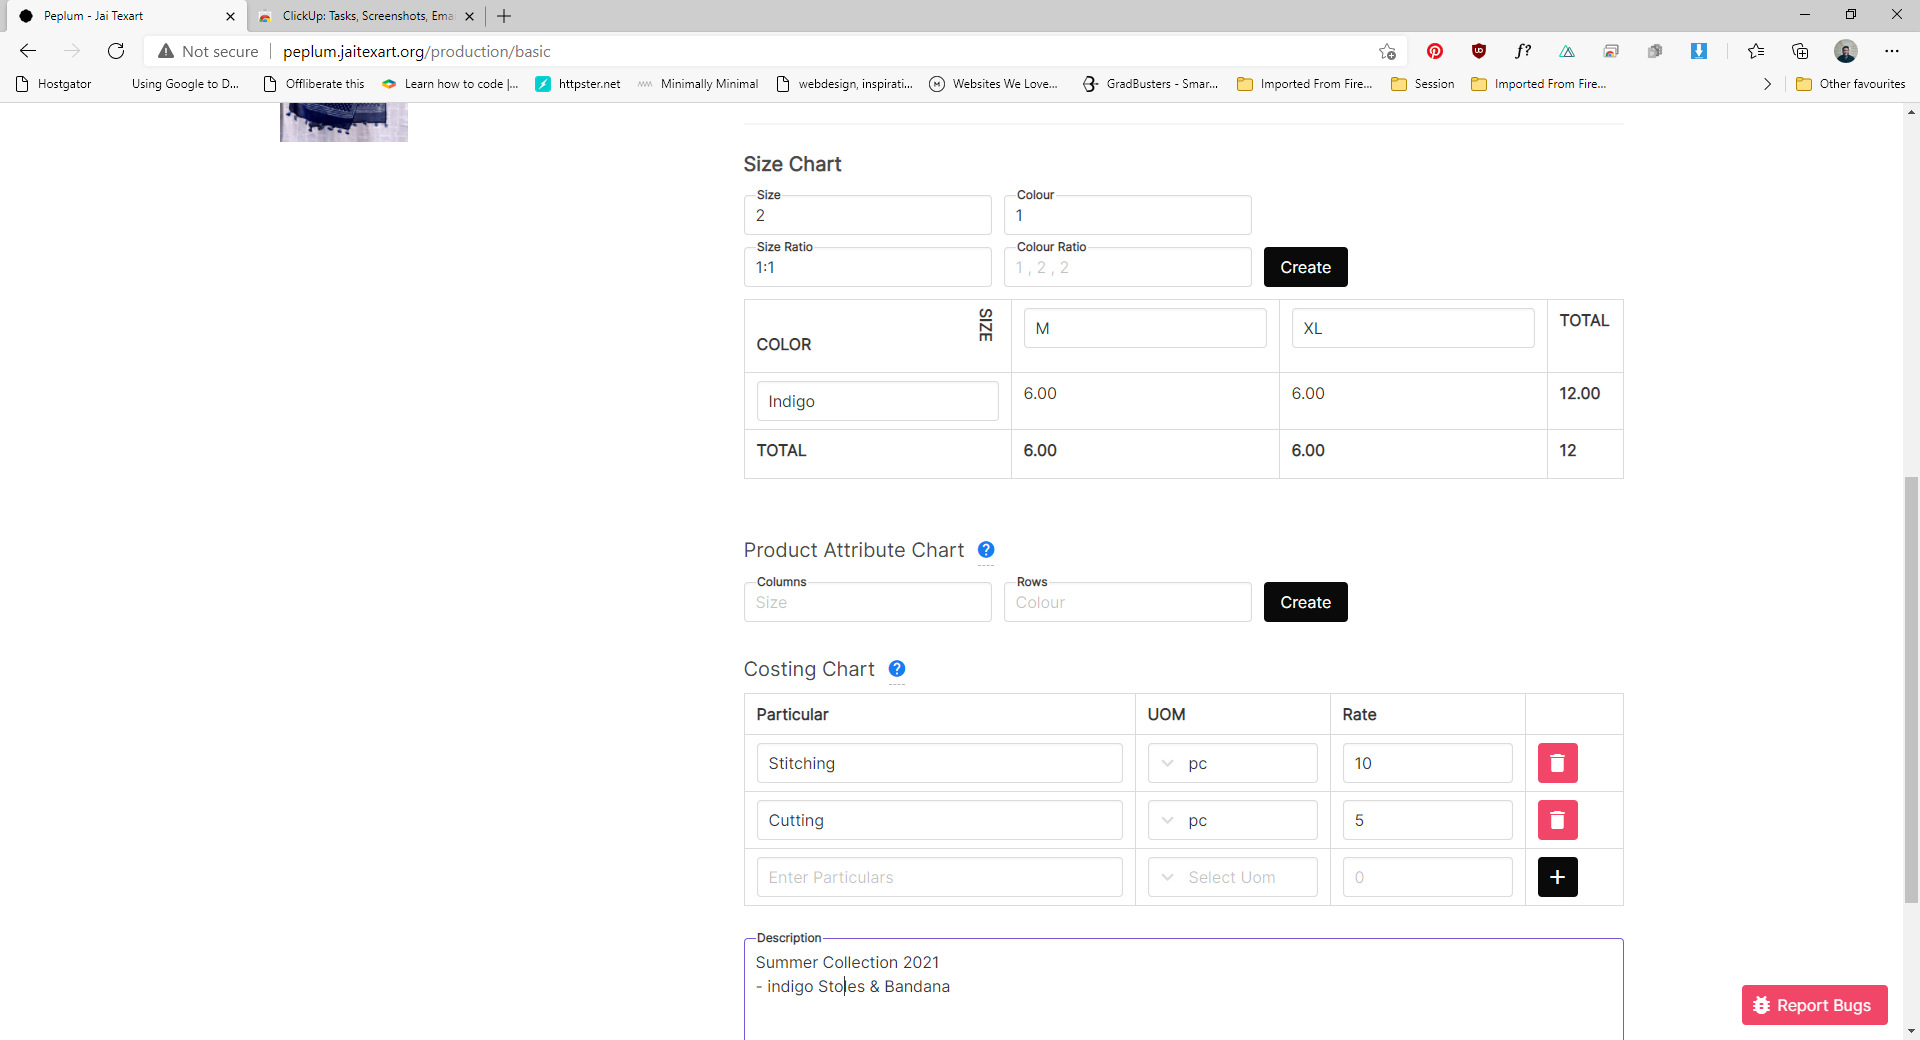 Peplum - Jai Texart
ClickUp: Tasks, Screenshots, Ema
Not secure
peplum.jaitexart.org/production/basic
Hostgator
Using Google to D...
Offliberate this
Learn how to code |...
httpster.net
Minimally Minimal
webdesign, inspirati...
Websites We Love...
GradBusters - Smar...
Imported From Fire...
Session
Imported From Fire...
Other favourites
Size Chart
Size
2
Colour
1
Size Ratio
1:1
Colour Ratio
1 , 2 , 2
Create
COLOR
SIZE
M
XL
TOTAL
Indigo
6.00
6.00
12.00
TOTAL
6.00
6.00
12
Product Attribute Chart
Columns
Size
Rows
Colour
Create
Costing Chart
Particular
UOM
Rate
Stitching
pc
10
Cutting
pc
5
Enter Particulars
Select Uom
0
Description
Summer Collection 2021
- indigo Stoles & Bandana
Report Bugs